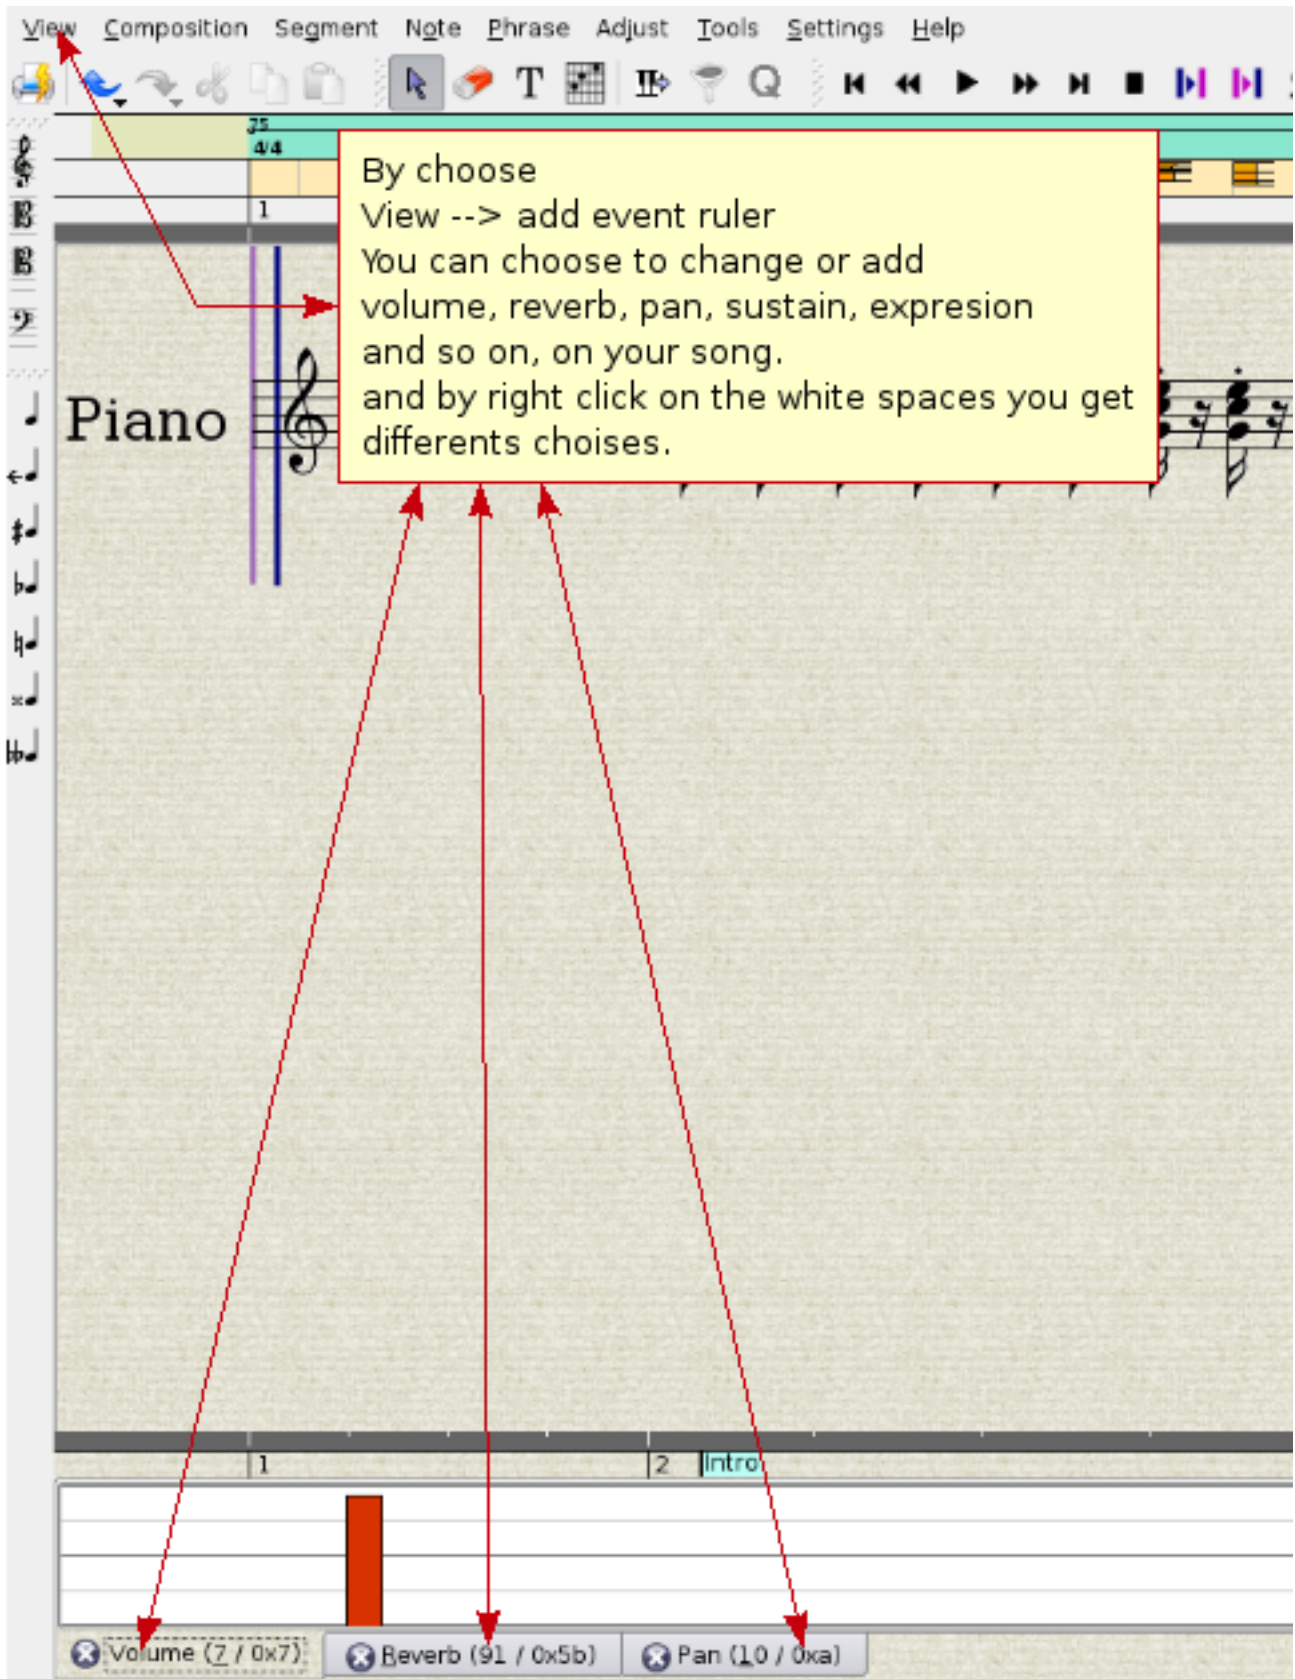 View Composition Segment Note Phrase Adjust Tools Settings Help
T Q
75
4/4
1
By choose
View --> add event ruler
You can choose to change or add
volume, reverb, pan, sustain, expresion
and so on, on your song.
and by right click on the white spaces you get
differents choises.
Piano
1 2 Intro
Volume (7 / 0x7) Reverb (91 / 0x5b) Pan (10 / 0xa)